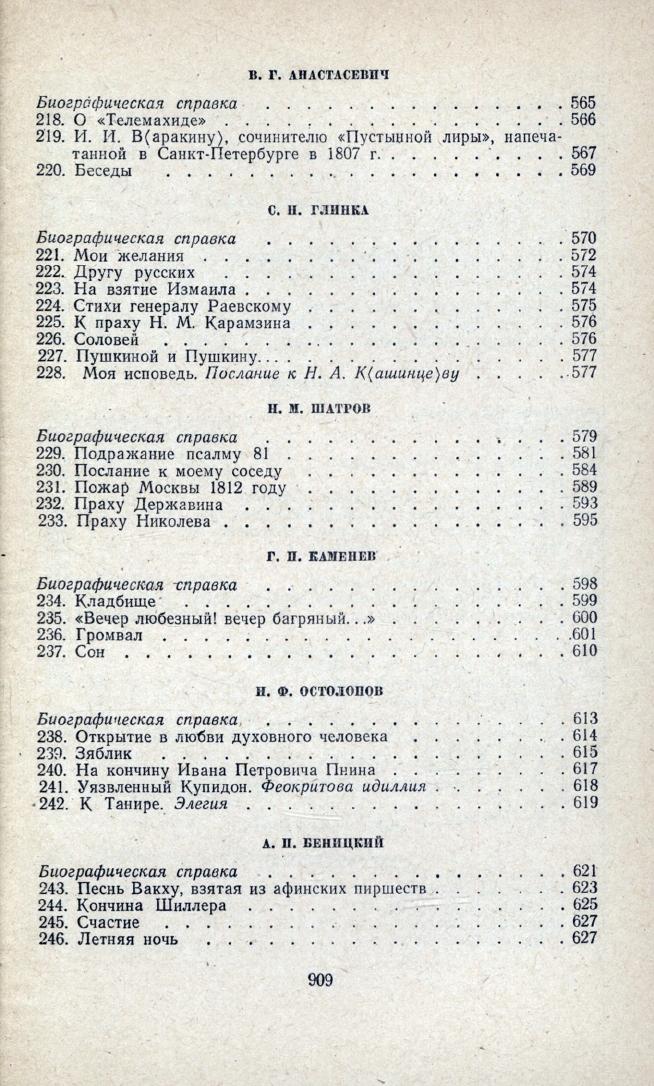 В. Г. АНАСТАСЕВИЧ
Биографическая справка . . . . . . . . . . . . . . . . 565
218. О «Телемахиде» . . . . . . . . . . . . . . . . . 566
219. И. И. В⟨аракину⟩, сочинителю «Пустынной лиры», напеча-
танной в Санкт-Петербурге в 1807 г. . . . . . . . . . 567
220. Беседы . . . . . . . . . . . . . . . . . . . . 569
С. Н. ГЛИНКА
Биографическая справка . . . . . . . . . . . . . . . 570
221. Мои желания . . . . . . . . . . . . . . . . . . 572
222. Другу русских . . . . . . . . . . . . . . . . . 574
223. На взятие Измаила . . . . . . . . . . . . . . . 574
224. Стихи генералу Раевскому . . . . . . . . . . . . 575
225. К праху Н. М. Карамзина . . . . . . . . . . . . 576
226. Соловей . . . . . . . . . . . . . . . . . . . . 576
227. Пушкиной и Пушкину. . . . . . . . . . . . . . . 577
228. Моя исповедь. Послание к Н. А. К⟨ашинце⟩ву . . . . . 577
Н. М. ШАТРОВ
Биографическая справка . . . . . . . . . . . . . . . 579
229. Подражание псалму 81 . . . . . . . . . . . . . . 581
230. Послание к моему соседу . . . . . . . . . . . . 584
231. Пожар Москвы 1812 году . . . . . . . . . . . . 589
232. Праху Державина . . . . . . . . . . . . . . . . 593
233. Праху Николева . . . . . . . . . . . . . . . . . 595
Г. П. КАМЕНЕВ
Биографическая справка . . . . . . . . . . . . . . . 598
234. Кладбище . . . . . . . . . . . . . . . . . . . 599
235. «Вечер любезный! вечер багряный. . .» . . . . . . . . 600
236. Громвал . . . . . . . . . . . . . . . . . . . . 601
237. Сон . . . . . . . . . . . . . . . . . . . . . . 610
Н. Ф. ОСТОЛОПОВ
Биографическая справка . . . . . . . . . . . . . . . 613
238. Открытие в любви духовного человека . . . . . . . . 614
239. Зяблик . . . . . . . . . . . . . . . . . . . . 615
240. На кончину Ивана Петровича Пнина . . . . . . . . 617
241. Уязвленный Купидон. Феокритова идиллия . . . . . . 618
242. К Танире. Элегия . . . . . . . . . . . . . . . . 619
А. П. БЕНИЦКИЙ
Биографическая справка . . . . . . . . . . . . . . . 621
243. Песнь Вакху, взятая из афинских пиршеств . . . . . . 623
244. Кончина Шиллера . . . . . . . . . . . . . . . . 625
245. Счастие . . . . . . . . . . . . . . . . . . . . 627
246. Летняя ночь . . . . . . . . . . . . . . . . . . 627
909